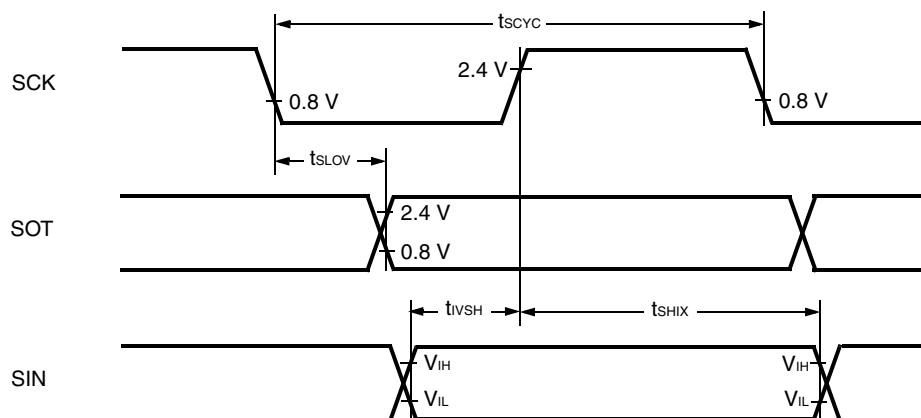 tSCYC
SCK
2.4 V
0.8 V
0.8 V
tSLOV
SOT
2.4 V
0.8 V
tIVSH
tSHIX
SIN
VIH
VIH
VIL
VIL